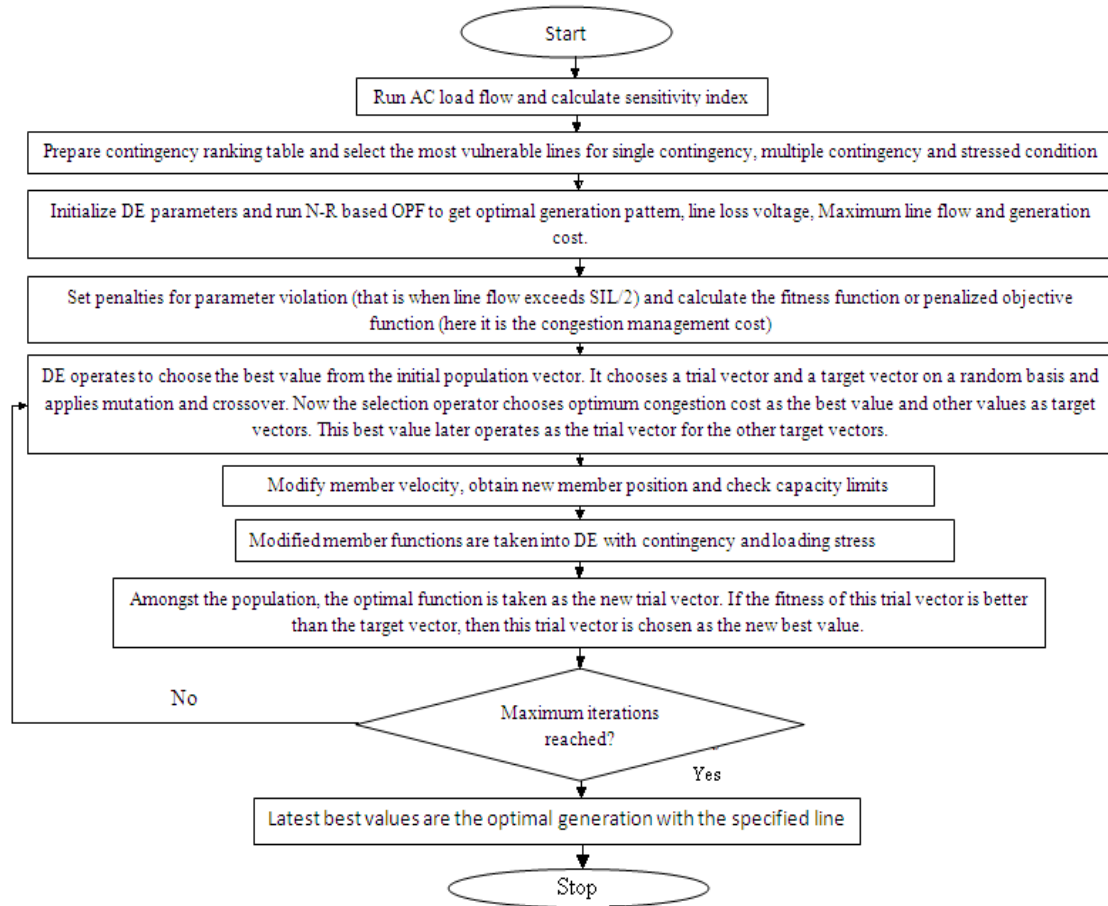 Start
Run AC load flow and calculate sensitivity index
Prepare contingency ranking table and select the most vulnerable lines for single contingency, multiple contingency and stressed condition
Initialize DE parameters and run N-R based OPF to get optimal generation pattern, line loss voltage, Maximum line flow and generation
cost.
Set penalties for parameter violation (that is when line flow exceeds SIL/2) and calculate the fitness function or penalized objective
function (here it is the congestion management cost)
DE operates to choose the best value from the initial population vector. It chooses a trial vector and a target vector on a random basis and
applies mutation and crossover. Now the selection operator chooses optimum congestion cost as the best value and other values as target
vectors. This best value later operates as the trial vector for the other target vectors.
Modify member velocity, obtain new member position and check capacity limits
Modified member functions are taken into DE with contingency and loading stress
Amongst the population, the optimal function is taken as the new trial vector. If the fitness of this trial vector is better
than the target vector, then this trial vector is chosen as the new best value.
No
Maximum iterations
reached?
Yes
Latest best values are the optimal generation with the specified line
Stop